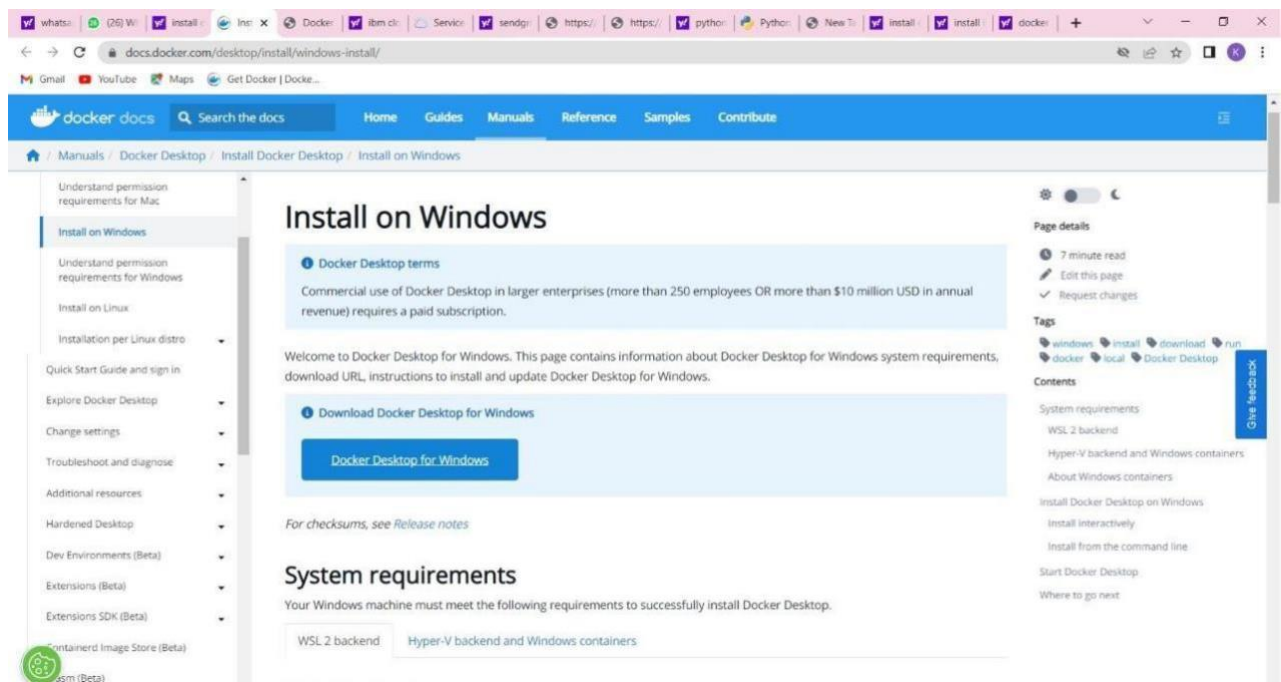 whatsa
(26) W
install
Ins
Docker
ibm clo
Service
sendgr
https:/
https:/
python
Python
New Ta
install
install
docker
docs.docker.com/desktop/install/windows-install/
K
Gmail
YouTube
Maps
Get Docker | Docke...
docker docs
Search the docs
Home
Guides
Manuals
Reference
Samples
Contribute
/ Manuals / Docker Desktop / Install Docker Desktop / Install on Windows
Understand permission
requirements for Mac
Install on Windows
Understand permission
requirements for Windows
Install on Linux
Installation per Linux distro
Quick Start Guide and sign in
Explore Docker Desktop
Change settings
Troubleshoot and diagnose
Additional resources
Hardened Desktop
Dev Environments (Beta)
Extensions (Beta)
Extensions SDK (Beta)
Containerd Image Store (Beta)
asm (Beta)
Install on Windows
Docker Desktop terms
Commercial use of Docker Desktop in larger enterprises (more than 250 employees OR more than $10 million USD in annual
revenue) requires a paid subscription.
Welcome to Docker Desktop for Windows. This page contains information about Docker Desktop for Windows system requirements,
download URL, instructions to install and update Docker Desktop for Windows.
Download Docker Desktop for Windows
Docker Desktop for Windows
For checksums, see Release notes
System requirements
Your Windows machine must meet the following requirements to successfully install Docker Desktop.
WSL 2 backend
Hyper-V backend and Windows containers
Page details
7 minute read
Edit this page
Request changes
Tags
windows install download run
docker local Docker Desktop
Contents
System requirements
WSL 2 backend
Hyper-V backend and Windows containers
About Windows containers
Install Docker Desktop on Windows
Install interactively
Install from the command line
Start Docker Desktop
Where to go next
Give feedback